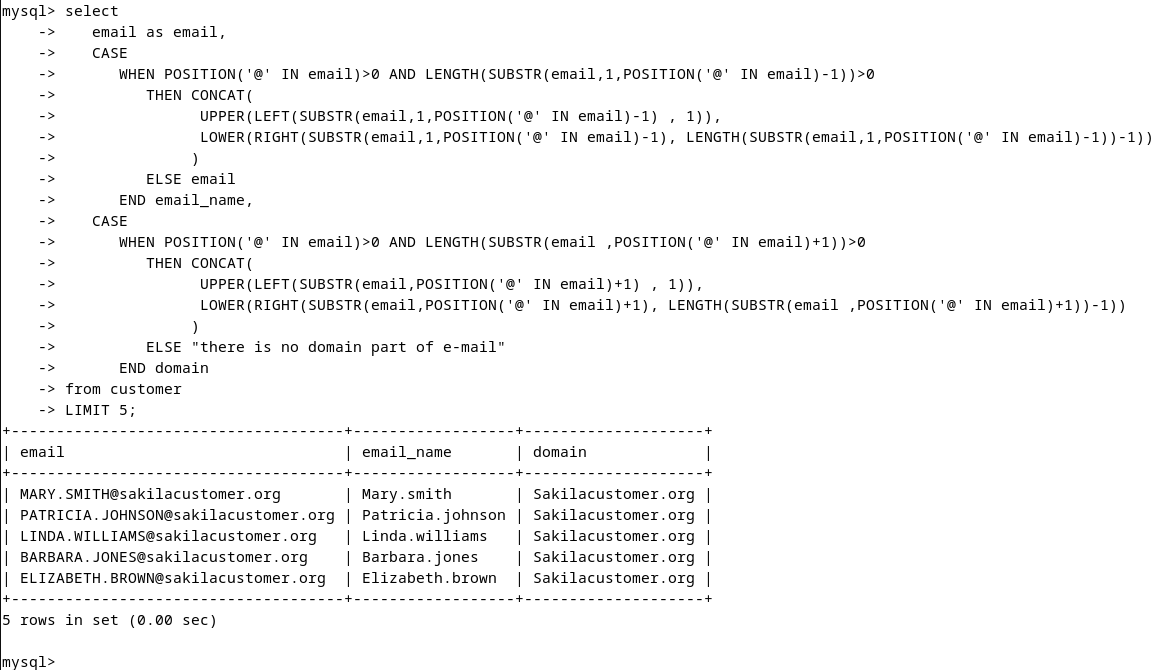 mysql> select
    ->    email as email,
    ->    CASE
    ->       WHEN POSITION('@' IN email)>0 AND LENGTH(SUBSTR(email,1,POSITION('@' IN email)-1))>0
    ->          THEN CONCAT(
    ->                UPPER(LEFT(SUBSTR(email,1,POSITION('@' IN email)-1) , 1)),
    ->                LOWER(RIGHT(SUBSTR(email,1,POSITION('@' IN email)-1), LENGTH(SUBSTR(email,1,POSITION('@' IN email)-1))-1))
    ->               )
    ->          ELSE email
    ->       END email_name,
    ->    CASE
    ->       WHEN POSITION('@' IN email)>0 AND LENGTH(SUBSTR(email ,POSITION('@' IN email)+1))>0
    ->          THEN CONCAT(
    ->                UPPER(LEFT(SUBSTR(email,POSITION('@' IN email)+1) , 1)),
    ->                LOWER(RIGHT(SUBSTR(email,POSITION('@' IN email)+1), LENGTH(SUBSTR(email ,POSITION('@' IN email)+1))-1))
    ->               )
    ->          ELSE "there is no domain part of e-mail"
    ->       END domain
    -> from customer
    -> LIMIT 5;
+-------------------------------------+------------------+--------------------+
| email                               | email_name       | domain             |
+-------------------------------------+------------------+--------------------+
| MARY.SMITH@sakilacustomer.org       | Mary.smith       | Sakilacustomer.org |
| PATRICIA.JOHNSON@sakilacustomer.org | Patricia.johnson | Sakilacustomer.org |
| LINDA.WILLIAMS@sakilacustomer.org   | Linda.williams   | Sakilacustomer.org |
| BARBARA.JONES@sakilacustomer.org    | Barbara.jones    | Sakilacustomer.org |
| ELIZABETH.BROWN@sakilacustomer.org  | Elizabeth.brown  | Sakilacustomer.org |
+-------------------------------------+------------------+--------------------+
5 rows in set (0.00 sec)
mysql>